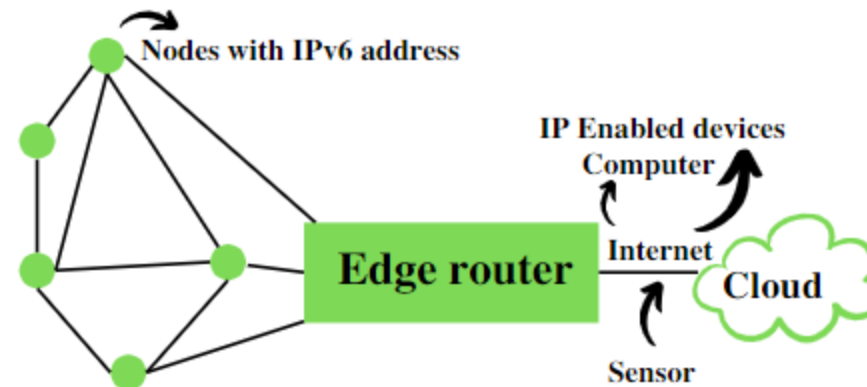 Nodes with IPv6 address
IP Enabled devices
Computer
Internet
Edge router
Cloud
Sensor